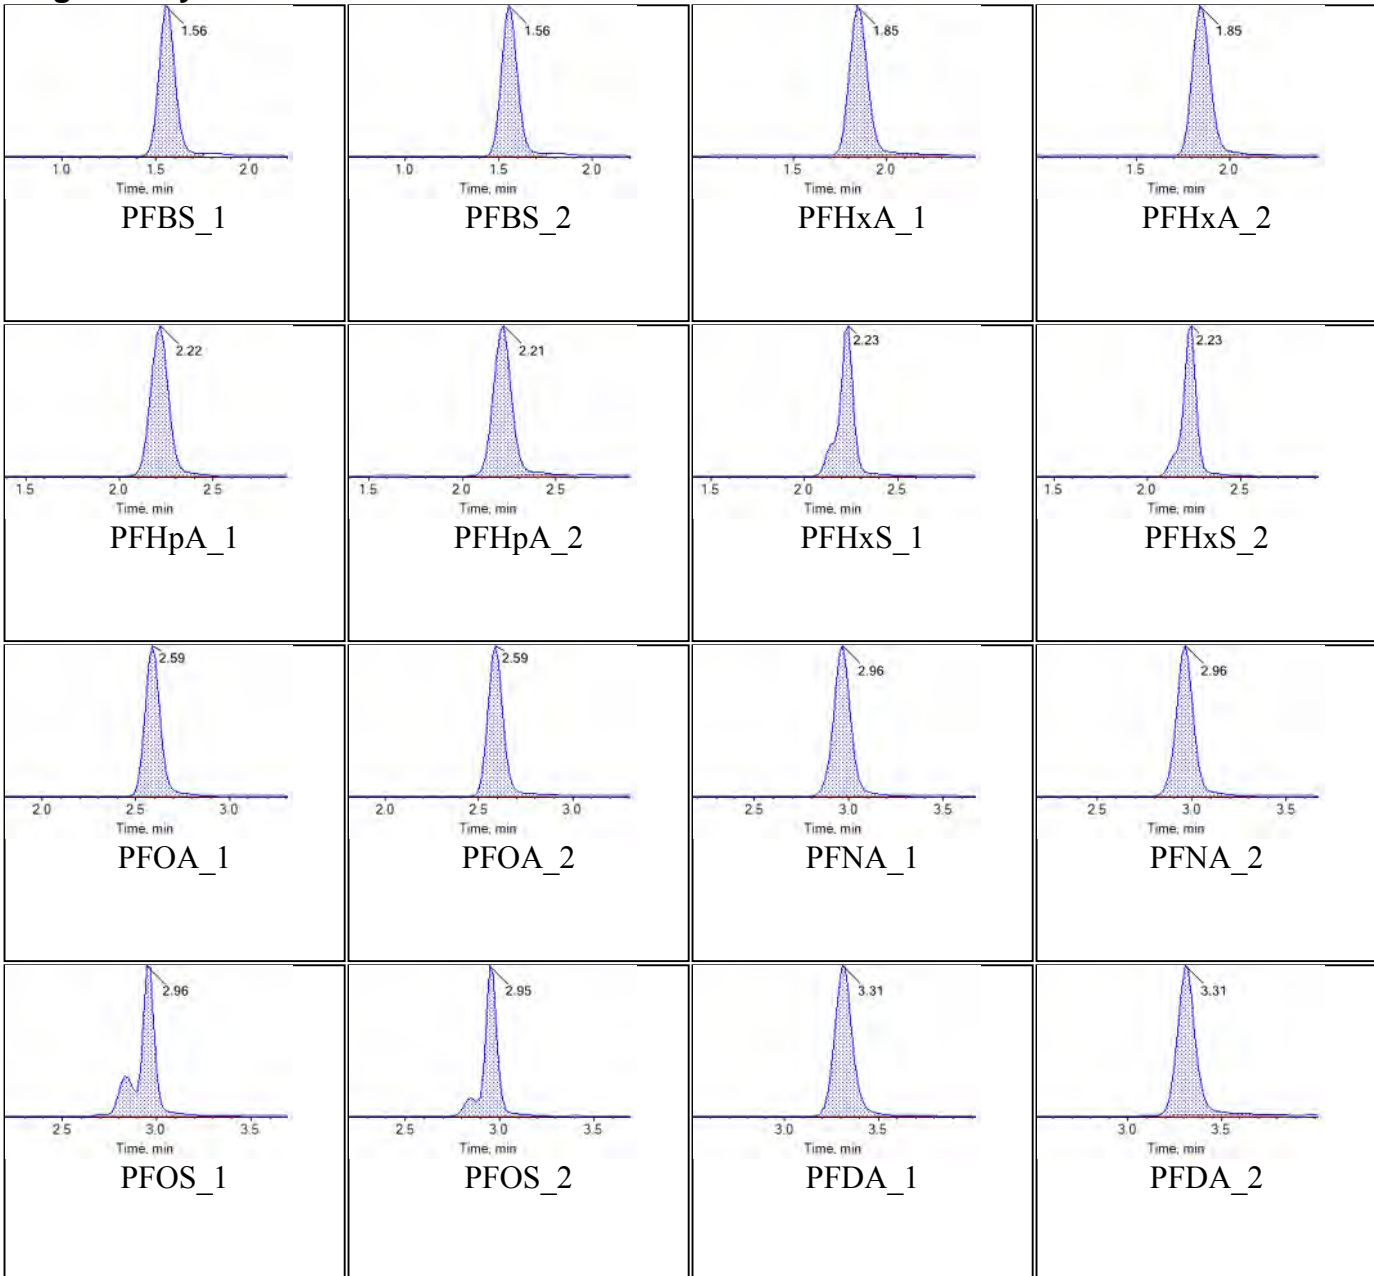 1.56 1.56 1.85 1.85
1.0 1.5 2.0 1.0 1.5 2.0 1.5 2.0 1.5 2.0
Time, min Time, min Time, min Time, min
PFBS_1 PFBS_2 PFHxA_1 PFHxA_2
2.22 2.21 2.23 2.23
1.5 2.0 2.5 1.5 2.0 2.5 1.5 2.0 2.5 1.5 2.0 2.5
Time, min Time, min Time, min Time, min
PFHpA_1 PFHpA_2 PFHxS_1 PFHxS_2
2.59 2.59 2.96 2.96
2.0 2.5 3.0 2.0 2.5 3.0 2.5 3.0 3.5 2.5 3.0 3.5
Time, min Time, min Time, min Time, min
PFOA_1 PFOA_2 PFNA_1 PFNA_2
2.96 2.95 3.31 3.31
2.5 3.0 3.5 2.5 3.0 3.5 3.0 3.5 3.0 3.5
Time, min Time, min Time, min Time, min
PFOS_1 PFOS_2 PFDA_1 PFDA_2